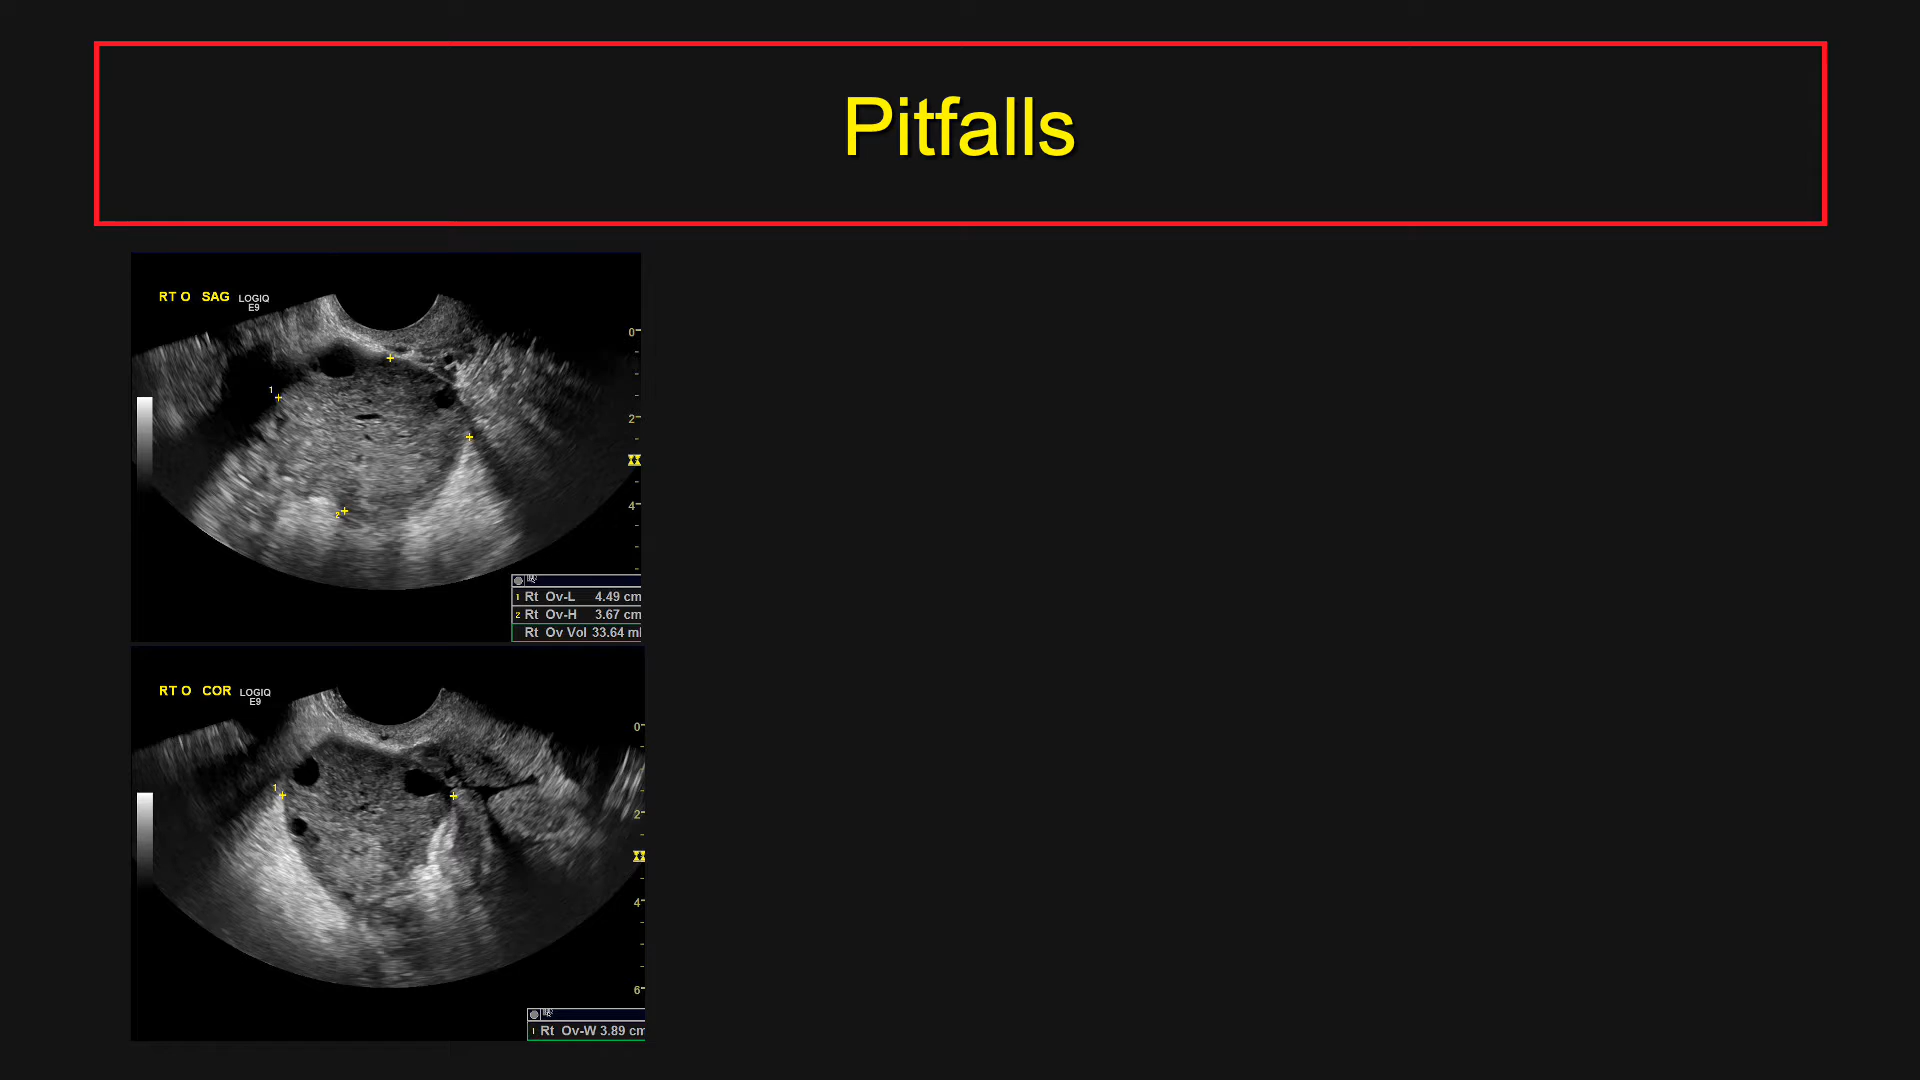 Pitfalls
RT O SAG LOGIQ
E9
0
1
2
4
2
1 Rt Ov-L 4.49 cm
2 Rt Ov-H 3.67 cm
Rt Ov Vol 33.64 ml
RT O COR LOGIQ
E9
0
1
2
4
6
1 Rt Ov-W 3.89 cm